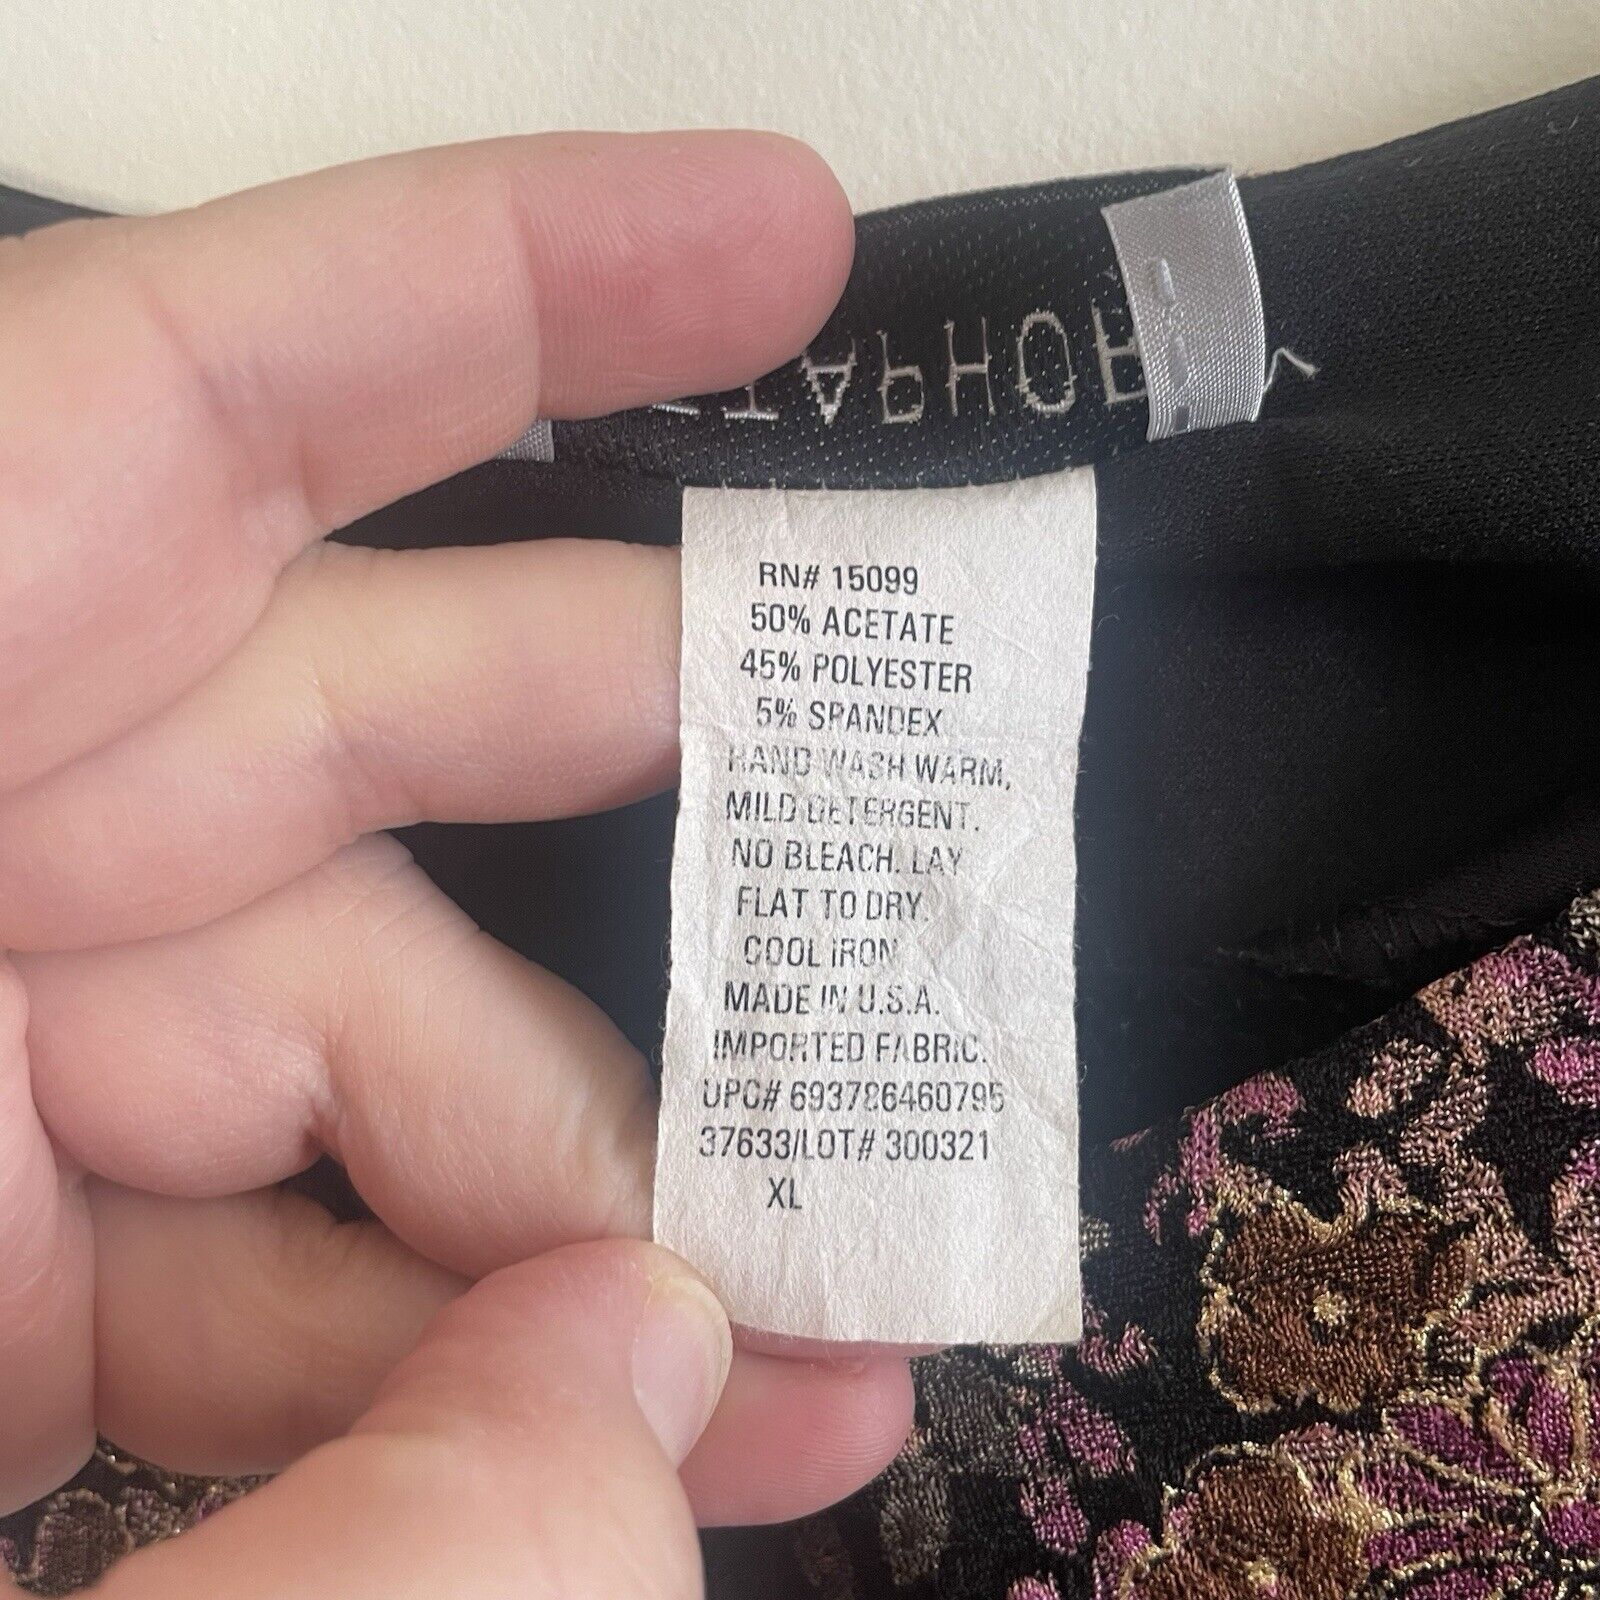 RN# 15099
50% ACETATE
45% POLYESTER
5% SPANDEX
HAND WASH WARM,
MILD DETERGENT.
NO BLEACH. LAY
FLAT TO DRY.
COOL IRON
MADE IN U.S.A.
IMPORTED FABRIC.
UPC# 693786460795
37633/LOT# 300321
XL